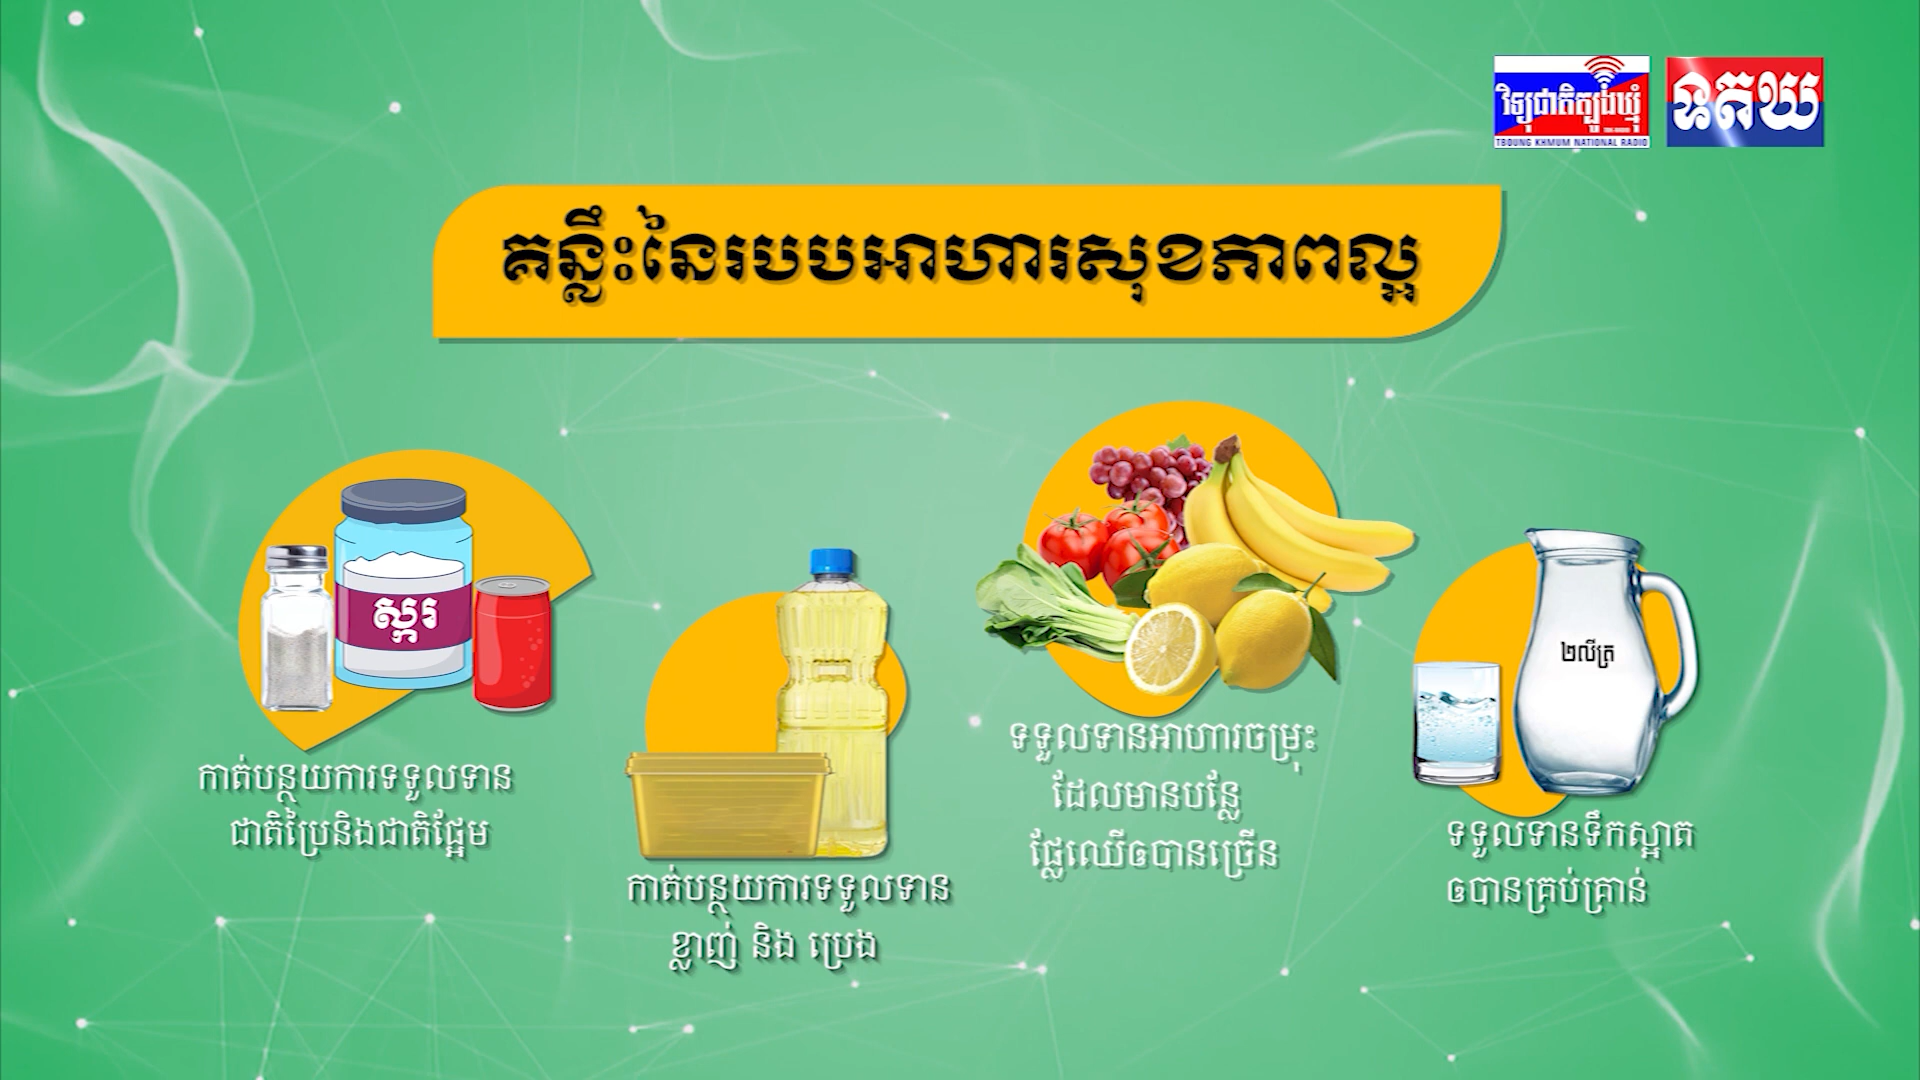 វិទ្យុជាតិត្បូងឃ្មុំ
TBK-RADIO
TBOUNG KHMUM NATIONAL RADIO
ទតឃ
គន្លឹះនៃរបបអាហារសុខភាពល្អ
ស្ករ
កាត់បន្ថយការទទួលទាន
ជាតិប្រៃនិងជាតិផ្អែម
កាត់បន្ថយការទទួលទាន
ខ្លាញ់ និង ប្រេង
ទទួលទានអាហារចម្រុះ
ដែលមានបន្លែ
ផ្លែឈើឲបានច្រើន
២លីត្រ
ទទួលទានទឹកស្អាត
ឲបានគ្រប់គ្រាន់